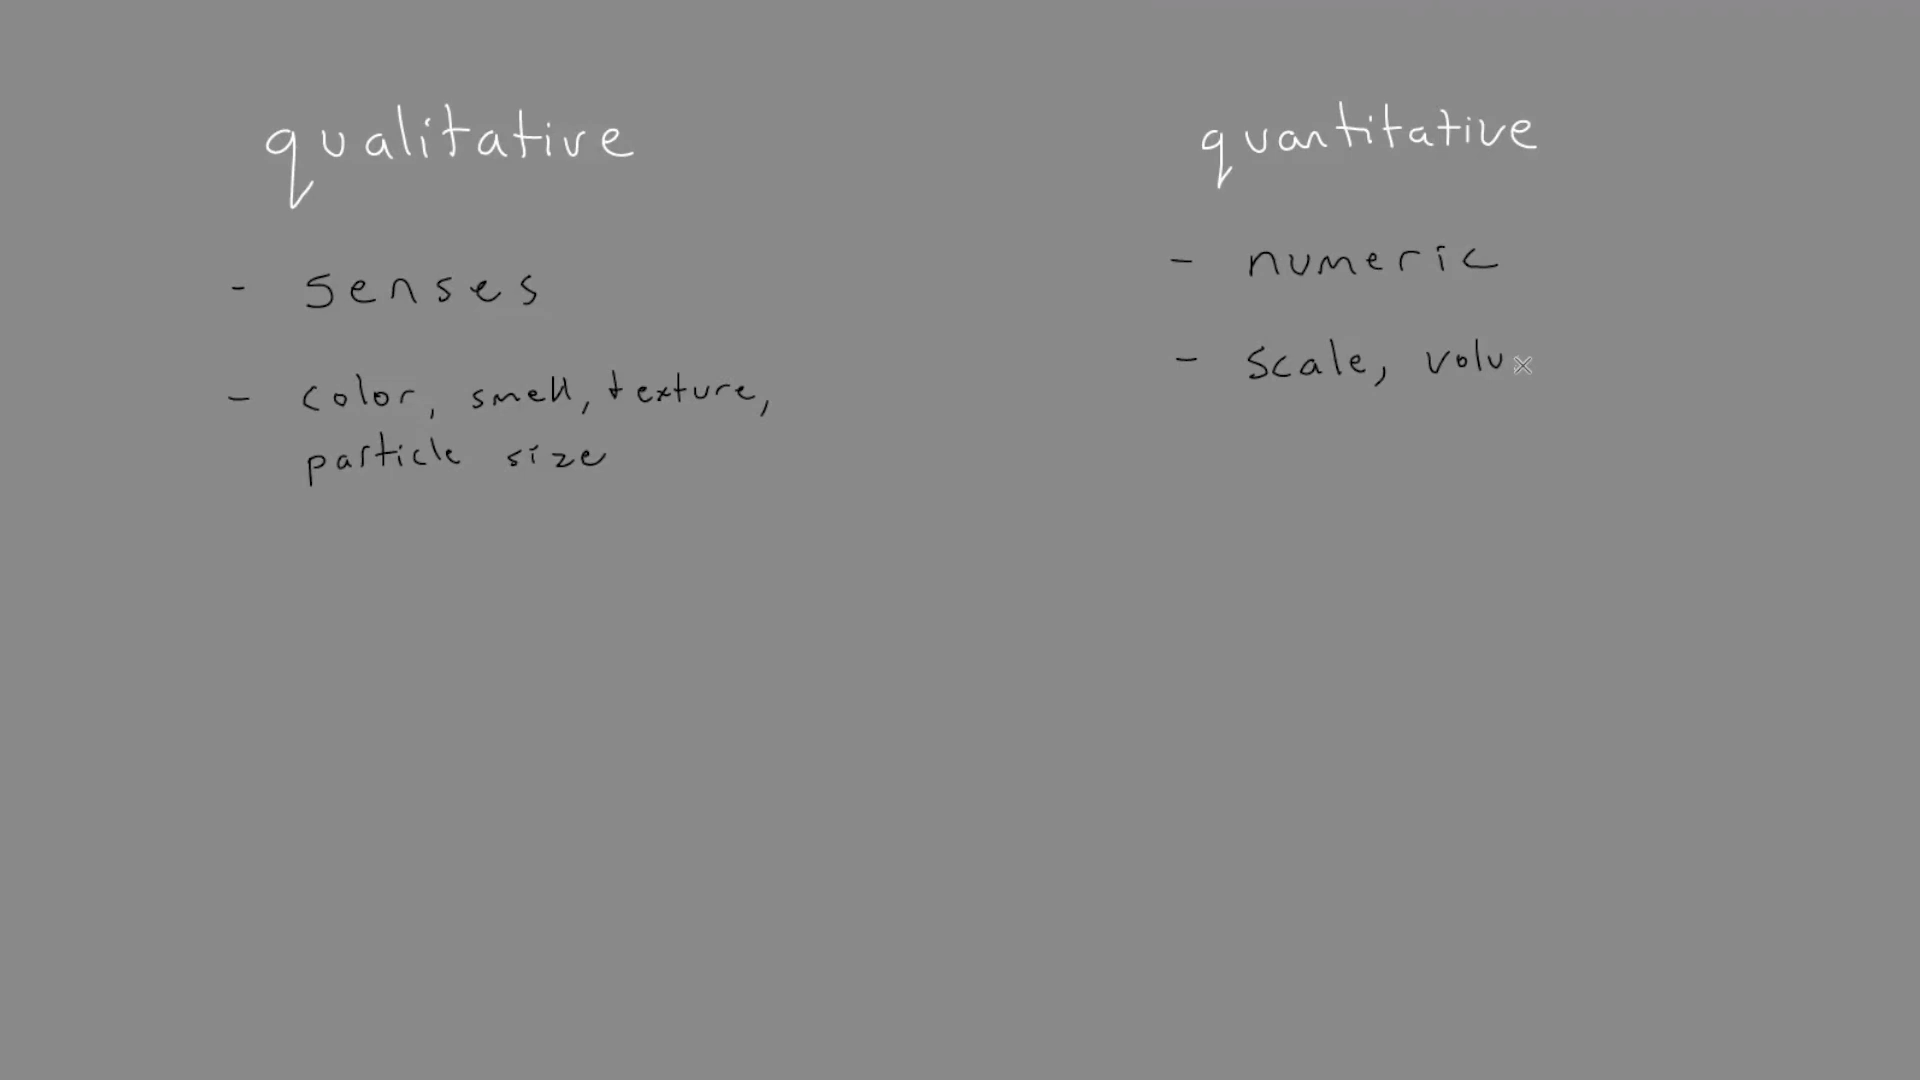 qualitative
- senses
- color, smell, texture,
particle size
quantitative
- numeric
- scale, volu